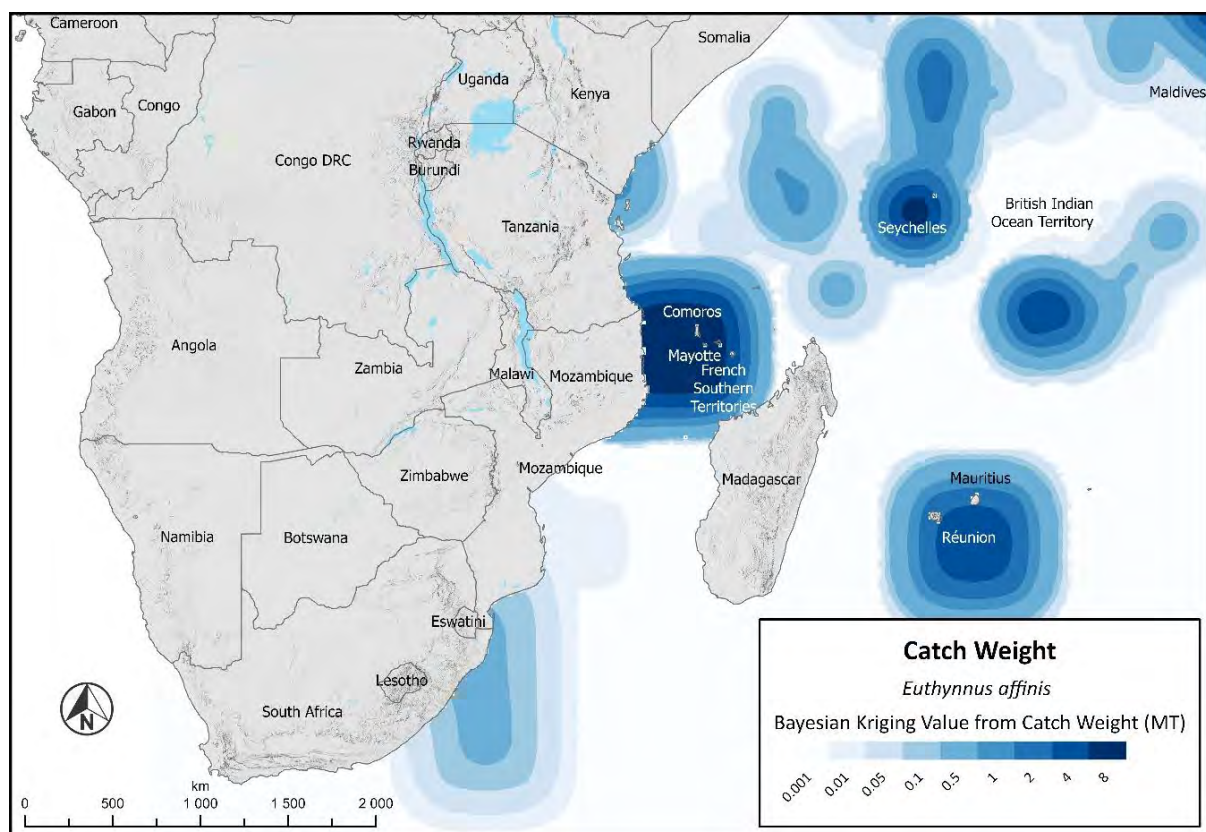 Cameroon
Somalia
Uganda
Gabon
Congo
Kenya
Maldives
Rwanda
Congo DRC
Burundi
British Indian
Ocean Territory
Tanzania
Seychelles
Comoros
Angola
Mayotte
Zambia
Malawi
Mozambique
French
Southern
Territories
Mozambique
Zimbabwe
Madagascar
Mauritius
Namibia
Botswana
Réunion
Eswatini
Lesotho
South Africa
N
km
0 500 1 000 1 500 2 000
Catch Weight
Euthynnus affinis
Bayesian Kriging Value from Catch Weight (MT)
0.001 0.01 0.05 0.1 0.5 1 2 4 8